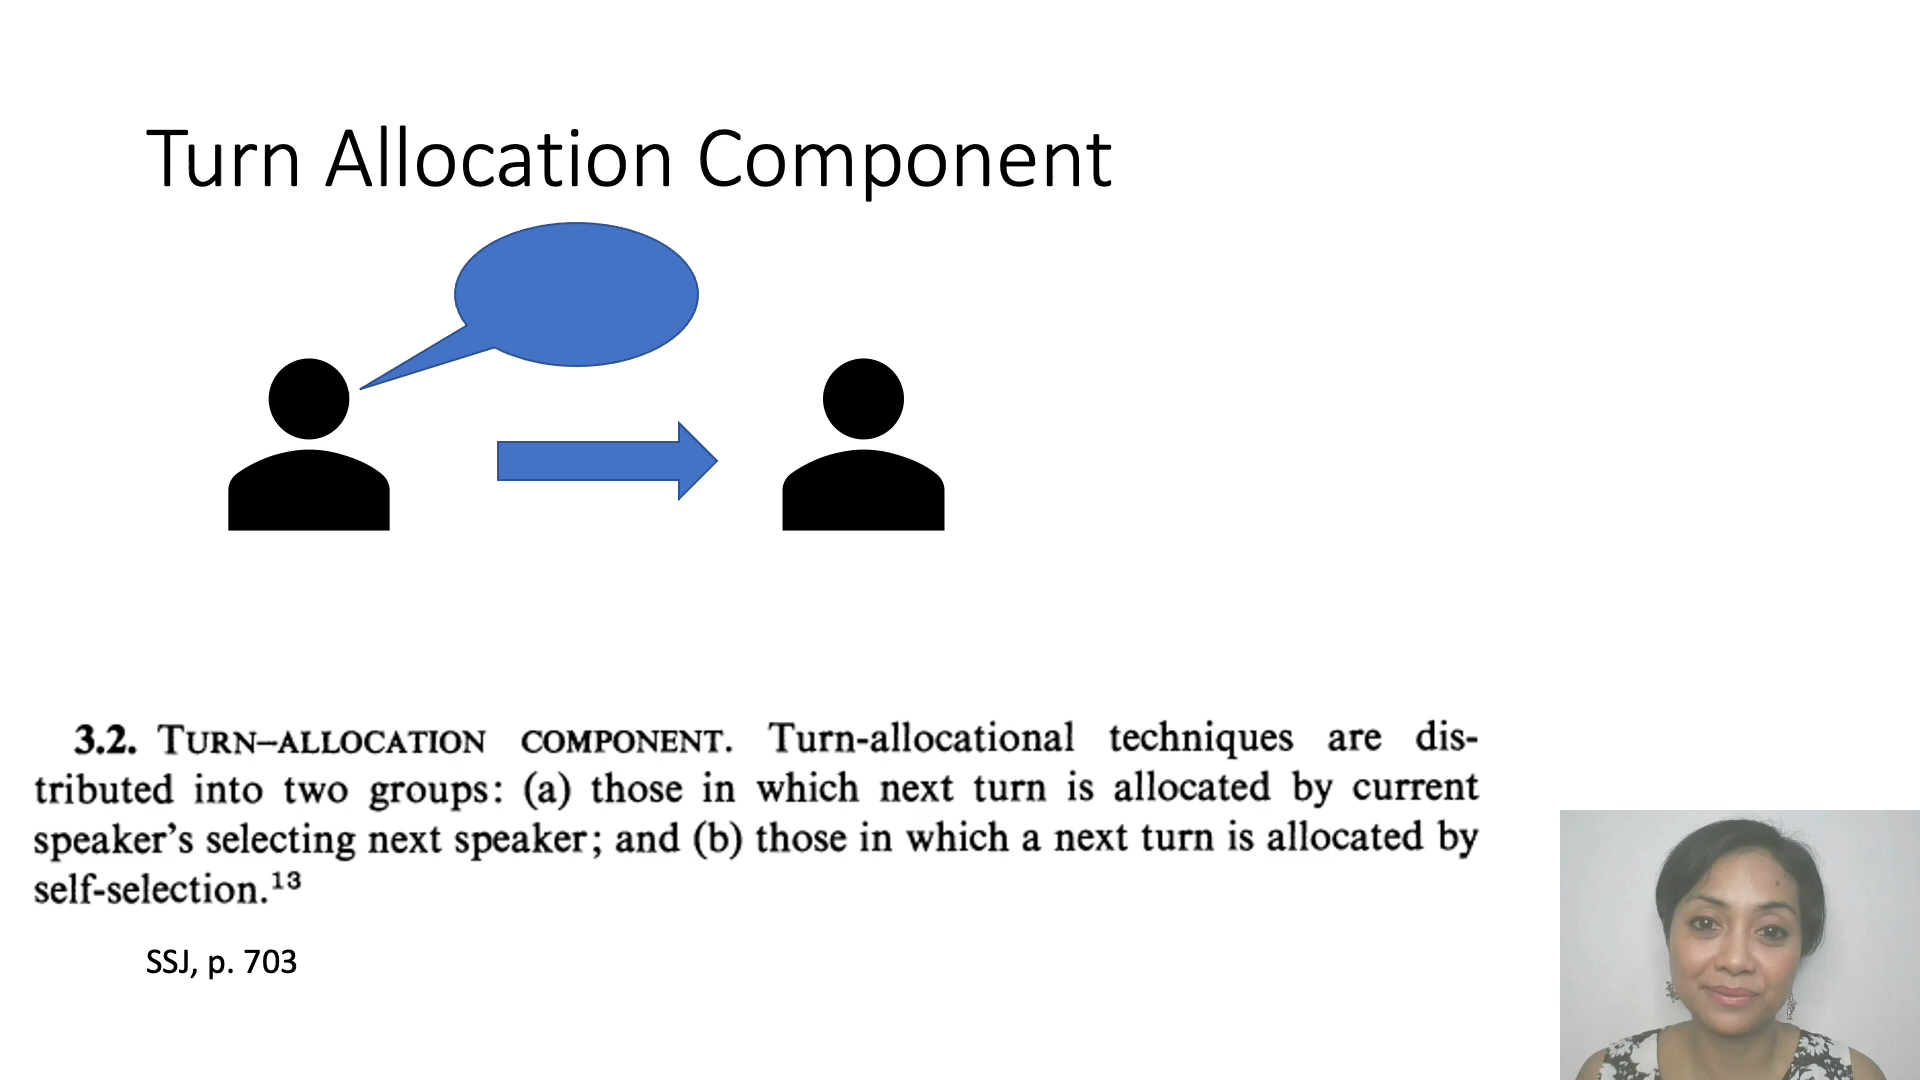 Turn Allocation Component
3.2. TURN–ALLOCATION COMPONENT. Turn-allocational techniques are dis-
tributed into two groups: (a) those in which next turn is allocated by current
speaker's selecting next speaker; and (b) those in which a next turn is allocated by
self-selection.¹³
SSJ, p. 703